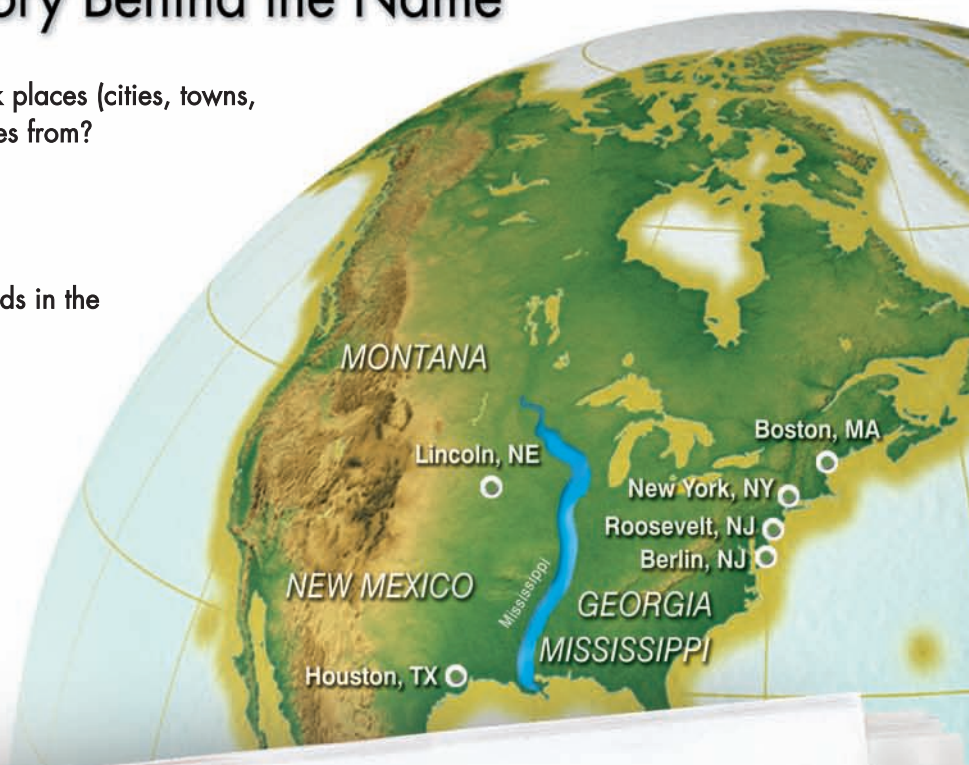 ory Behind the Name
k places (cities, towns,
es from?
ds in the
MONTANA
Boston, MA
Lincoln, NE
New York, NY
Roosevelt, NJ
Berlin, NJ
Mississippi
NEW MEXICO
GEORGIA
MISSISSIPPI
Houston, TX